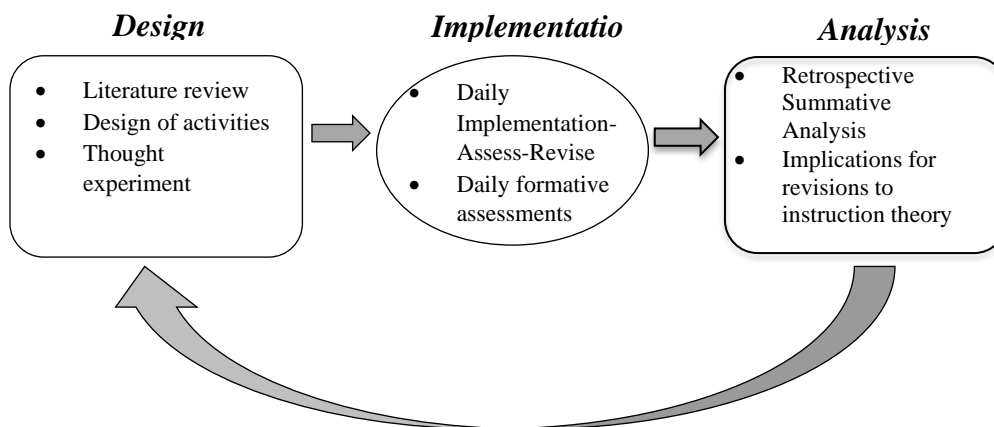 Design
Implementatio
Analysis
• Literature review
• Design of activities
• Thought
experiment
• Daily
Implementation-
Assess-Revise
• Daily formative
assessments
• Retrospective
Summative
Analysis
• Implications for
revisions to
instruction theory